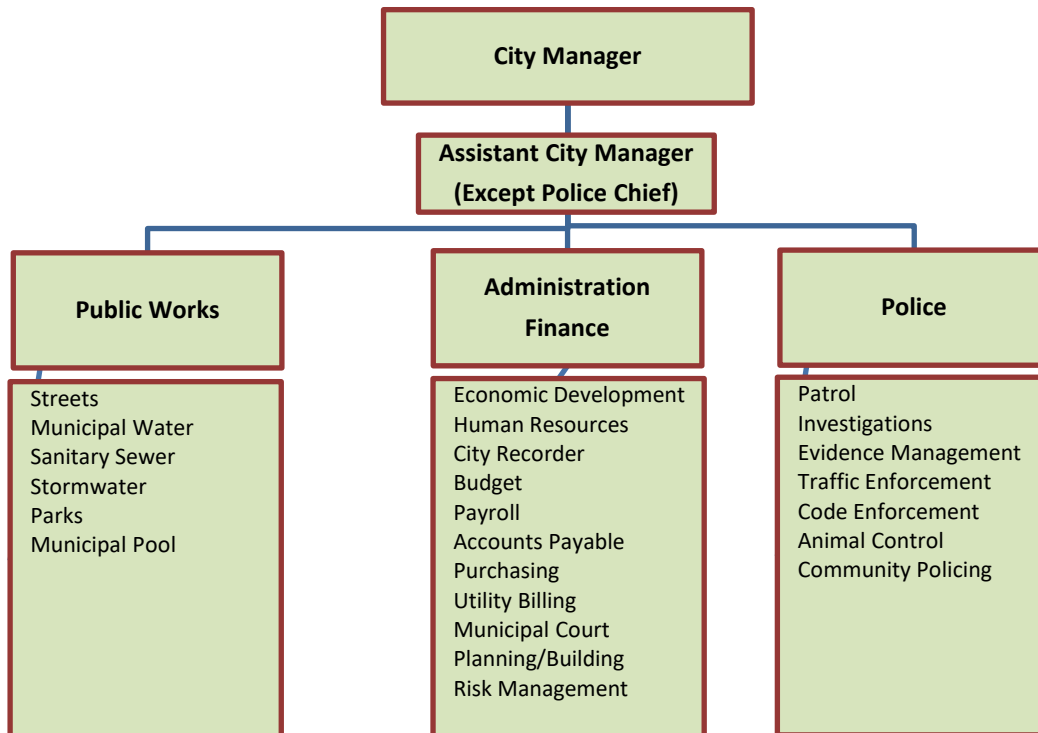 City Manager
Assistant City Manager
(Except Police Chief)
Public Works
Administration
Finance
Police
Streets
Municipal Water
Sanitary Sewer
Stormwater
Parks
Municipal Pool
Economic Development
Human Resources
City Recorder
Budget
Payroll
Accounts Payable
Purchasing
Utility Billing
Municipal Court
Planning/Building
Risk Management
Patrol
Investigations
Evidence Management
Traffic Enforcement
Code Enforcement
Animal Control
Community Policing